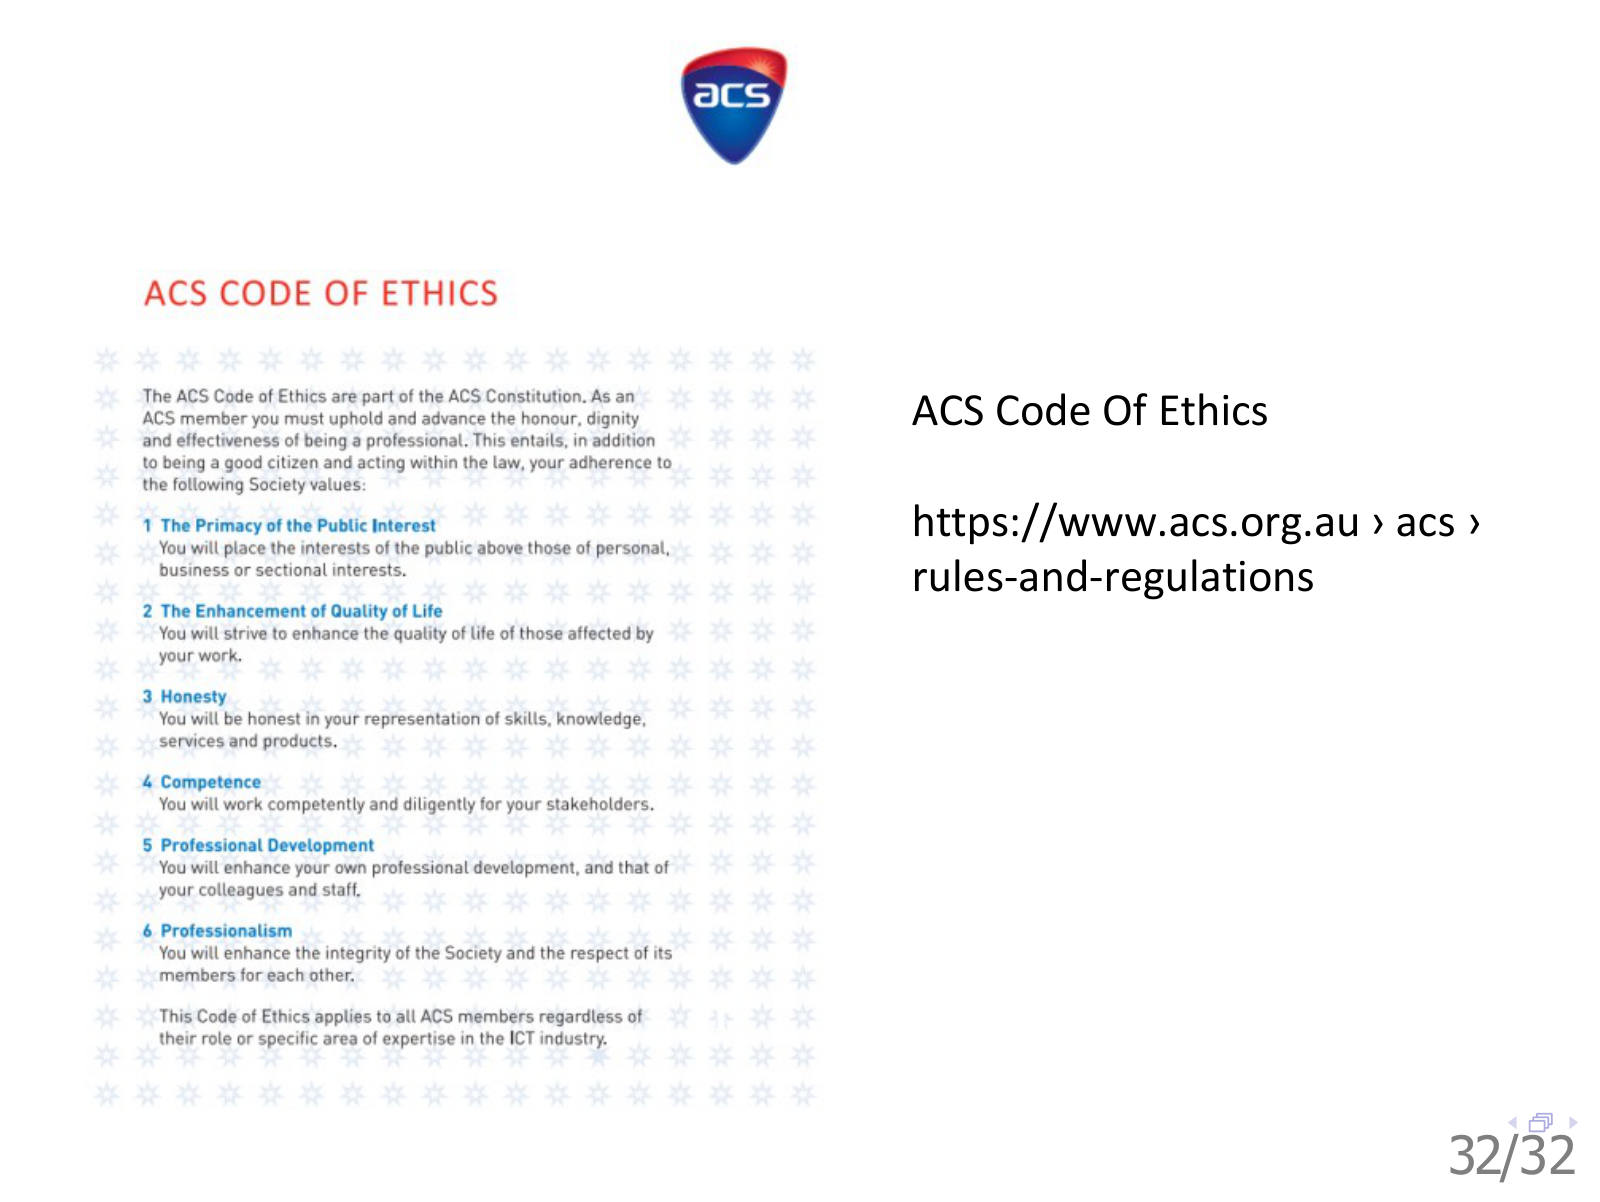 acs
ACS CODE OF ETHICS
The ACS Code of Ethics are part of the ACS Constitution. As an
ACS member you must uphold and advance the honour, dignity
and effectiveness of being a professional. This entails, in addition
to being a good citizen and acting within the law, your adherence to
the following Society values:
1 The Primacy of the Public Interest
You will place the interests of the public above those of personal,
business or sectional interests.
2 The Enhancement of Quality of Life
You will strive to enhance the quality of life of those affected by
your work.
3 Honesty
You will be honest in your representation of skills, knowledge,
services and products.
4 Competence
You will work competently and diligently for your stakeholders.
5 Professional Development
You will enhance your own professional development, and that of
your colleagues and staff.
6 Professionalism
You will enhance the integrity of the Society and the respect of its
members for each other.
This Code of Ethics applies to all ACS members regardless of
their role or specific area of expertise in the ICT industry.
ACS Code Of Ethics
https://www.acs.org.au › acs ›
rules-and-regulations
32/32